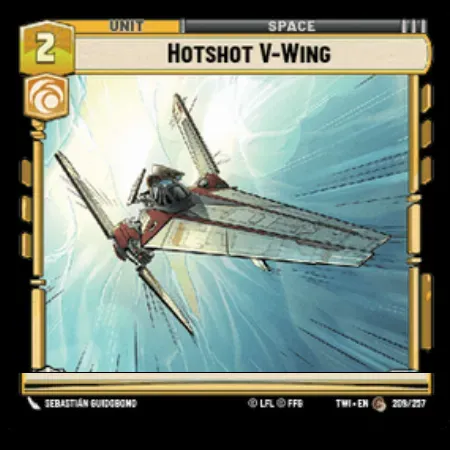 UNIT
SPACE
2
HOTSHOT V-WING
SEBASTIÁN GUIDOBONO
© LFL © FFG
TWI • EN
209/257